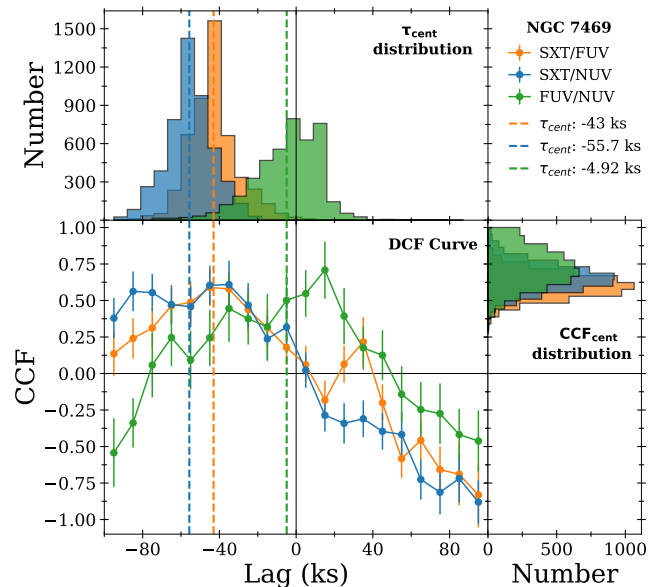 1500
1200
900
600
300
Number
τcent
distribution
NGC 7469
SXT/FUV
SXT/NUV
FUV/NUV
τcent: -43 ks
τcent: -55.7 ks
τcent: -4.92 ks
1.00
0.75
0.50
0.25
0.00
−0.25
−0.50
−0.75
−1.00
CCF
DCF Curve
CCFcent
distribution
−80 −40 0 40 80
Lag (ks)
0 500 1000
Number